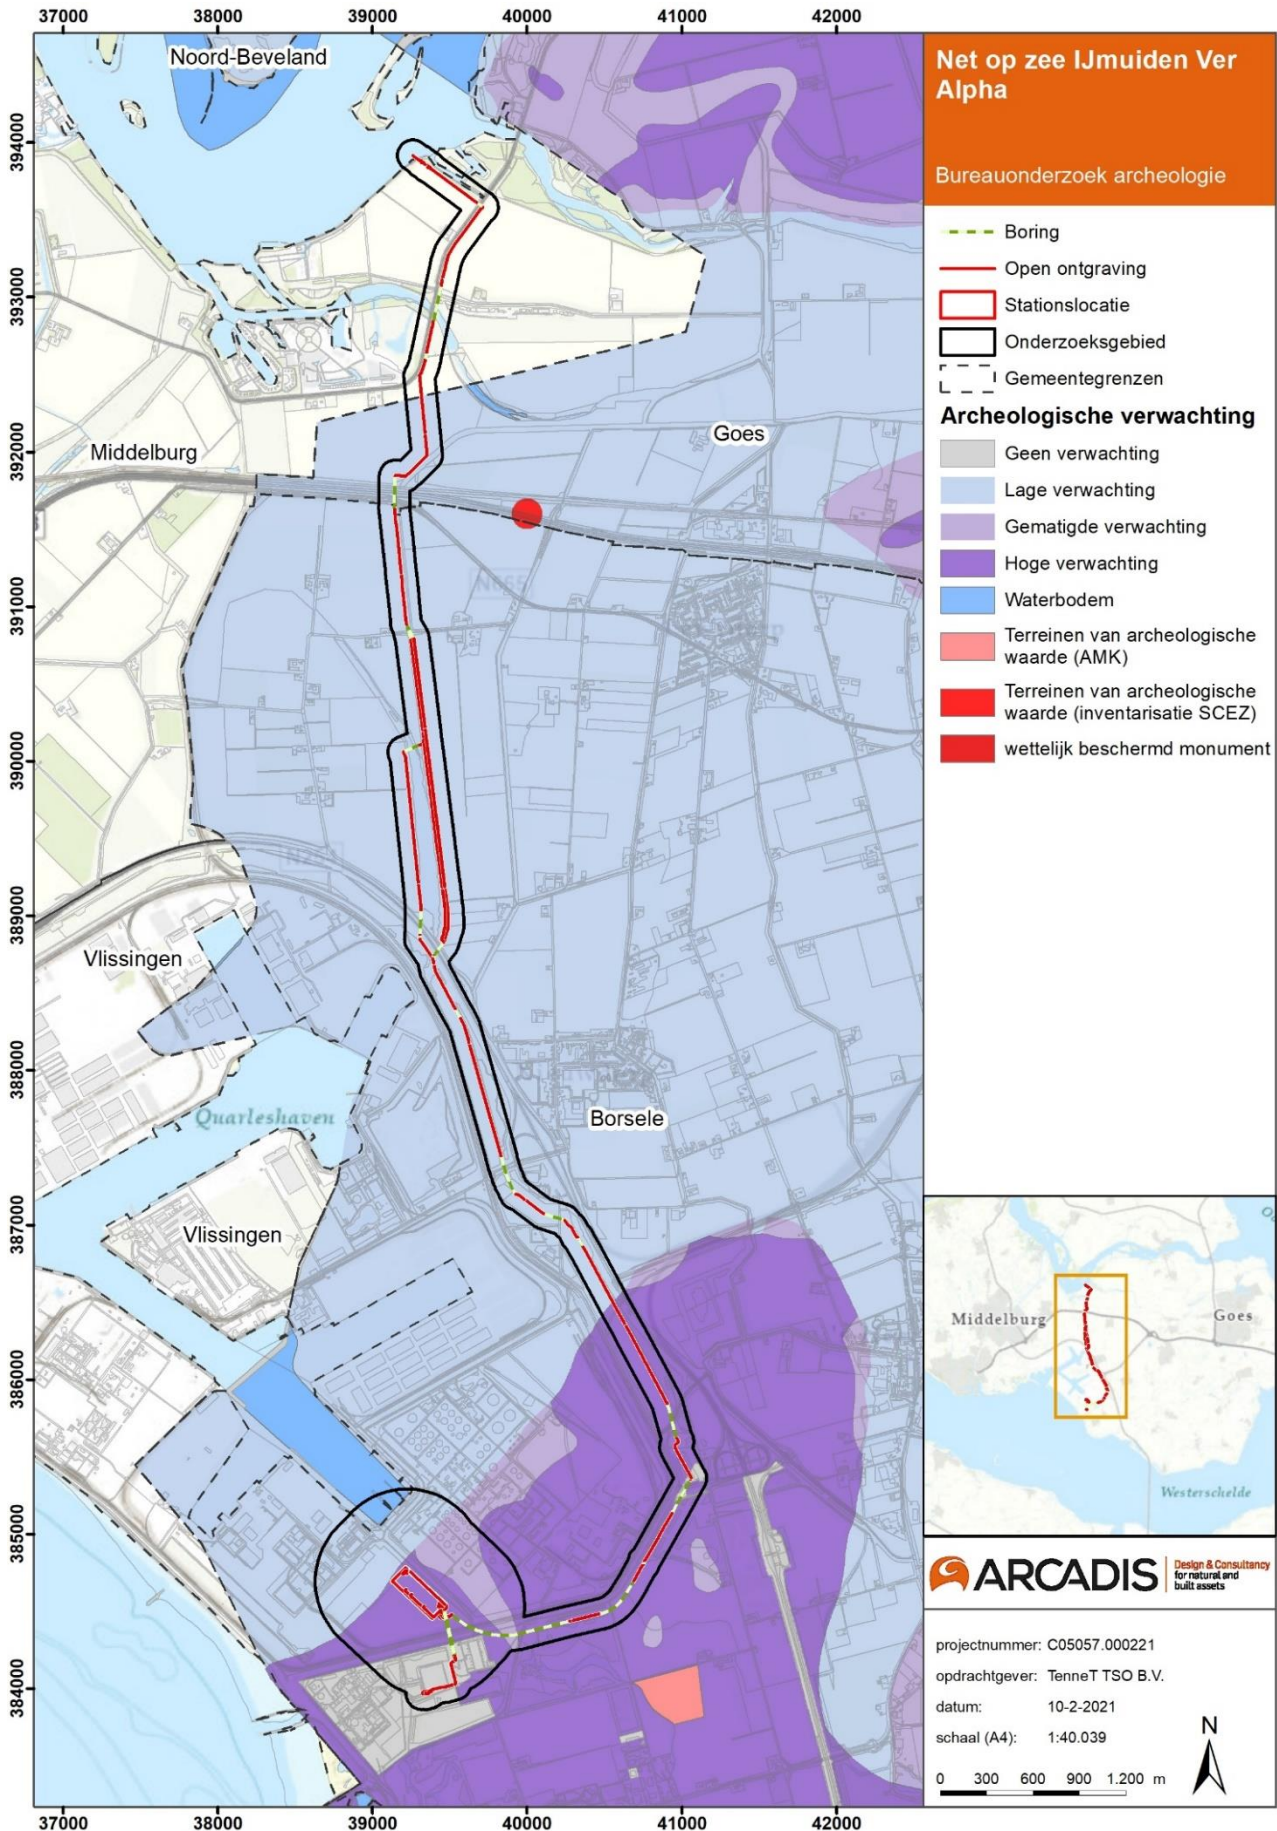 37000 38000 39000 40000 41000 42000
Noord-Beveland
394000
393000
392000
391000
390000
389000
388000
387000
386000
385000
384000
Middelburg
Goes
N665
Vlissingen
Quarleshaven
Borsele
Vlissingen
37000 38000 39000 40000 41000 42000
Net op zee IJmuiden Ver
Alpha
Bureauonderzoek archeologie
Boring
Open ontgraving
Stationslocatie
Onderzoeksgebied
Gemeentegrenzen
Archeologische verwachting
Geen verwachting
Lage verwachting
Gematigde verwachting
Hoge verwachting
Waterbodem
Terreinen van archeologische
waarde (AMK)
Terreinen van archeologische
waarde (inventarisatie SCEZ)
wettelijk beschermd monument
Middelburg
Goes
Westerschelde
ARCADIS
Design & Consultancy
for natural and
built assets
projectnummer: C05057.000221
opdrachtgever: TenneT TSO B.V.
datum: 10-2-2021
schaal (A4): 1:40.039
N
0 300 600 900 1.200 m